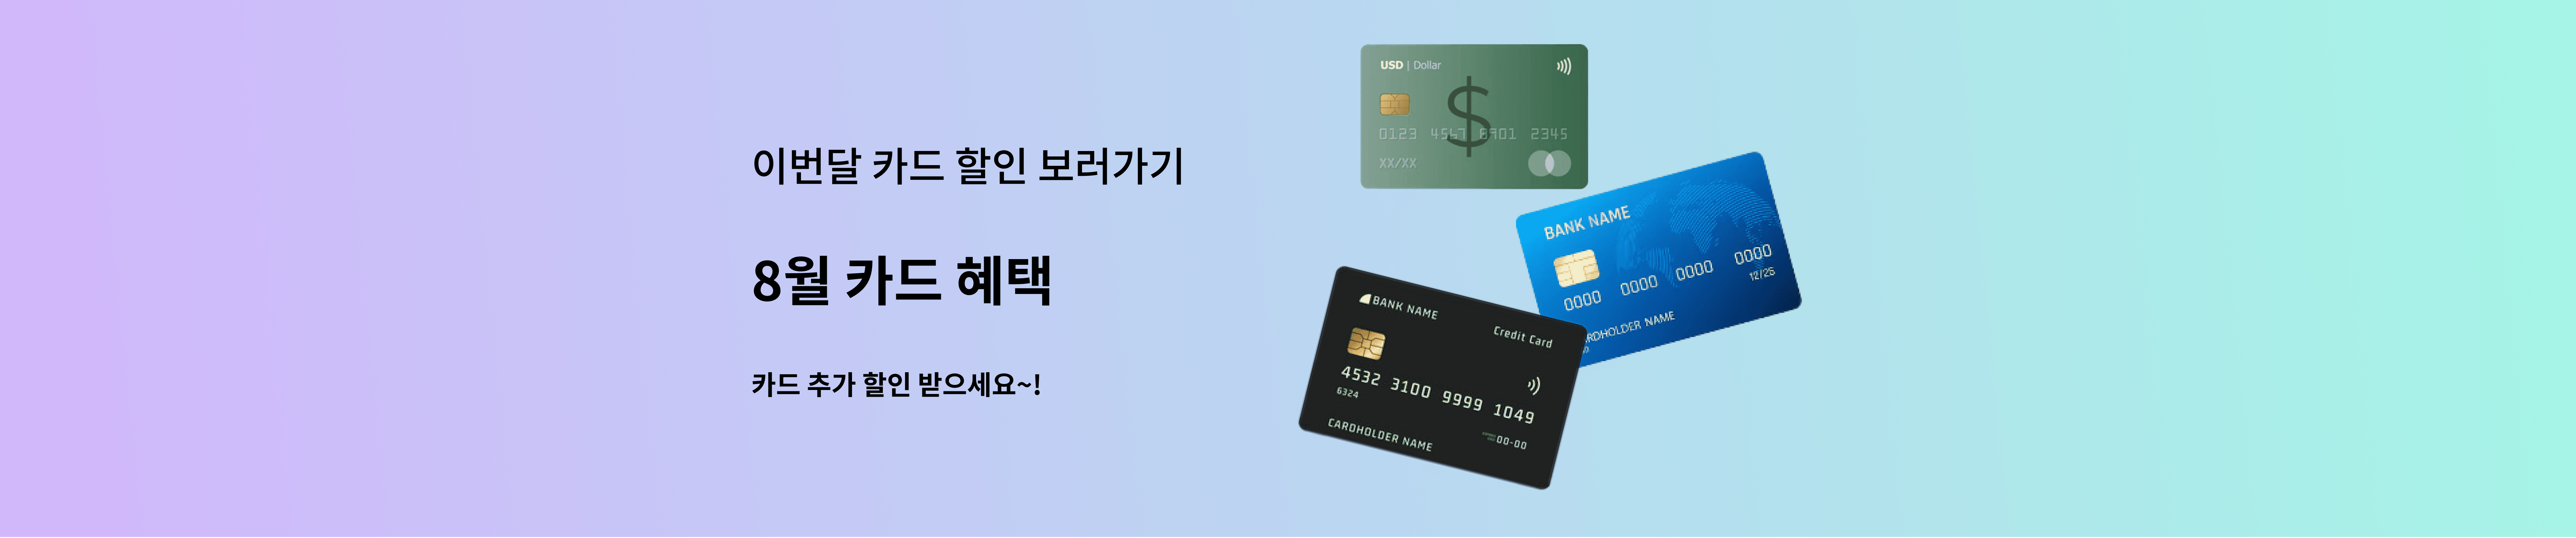 이번달 카드 할인 보러가기
8월 카드 혜택
카드 추가 할인 받으세요~!
USD | Dollar
$
0123 4567 8901 2345
XX/XX
BANK NAME
0000 0000 0000 0000
12/25
RDHOLDER NAME
BANK NAME
Credit Card
4532 3100 9999 1049
6324
00-00
CARDHOLDER NAME